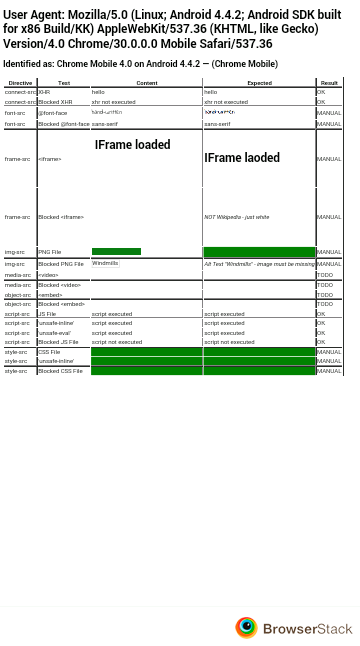 User Agent: Mozilla/5.0 (Linux; Android 4.4.2; Android SDK built
for x86 Build/KK) AppleWebKit/537.36 (KHTML, like Gecko)
Version/4.0 Chrome/30.0.0.0 Mobile Safari/537.36
Identified as: Chrome Mobile 4.0 on Android 4.4.2 — (Chrome Mobile)
Directive Test Content Expected Result
connect-src XHR hello hello OK
connect-src Blocked XHR xhr not executed xhr not executed OK
font-src @font-face MANUAL
font-src Blocked @font-face sans-serif sans-serif MANUAL
frame-src <iframe> IFrame loaded IFrame laoded MANUAL
frame-src Blocked <iframe> NOT Wikipedia - just white MANUAL
img-src PNG File MANUAL
img-src Blocked PNG File Windmills Alt Text "Windmills" - image must be missing MANUAL
media-src <video> TODO
media-src Blocked <video> TODO
object-src <embed> TODO
object-src Blocked <embed> TODO
script-src JS File script executed script executed OK
script-src 'unsafe-inline' script executed script executed OK
script-src 'unsafe-eval' script executed script executed OK
script-src Blocked JS File script not executed script not executed OK
style-src CSS File MANUAL
style-src 'unsafe-inline' MANUAL
style-src Blocked CSS File MANUAL
BrowserStack